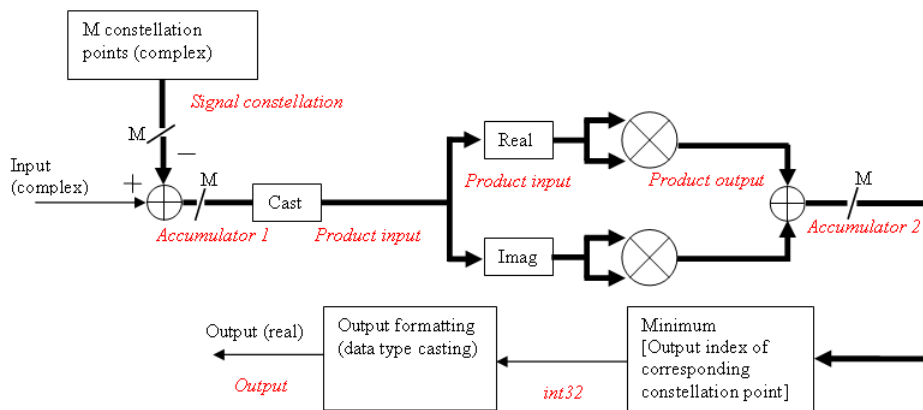 M constellation
points (complex)
Signal constellation
M
−
Input
(complex)
+
M
Cast
Accumulator 1
Product input
Real
Product input
Product output
Imag
M
Accumulator 2
Output (real)
Output
Output formatting
(data type casting)
int32
Minimum
[Output index of
corresponding
constellation point]